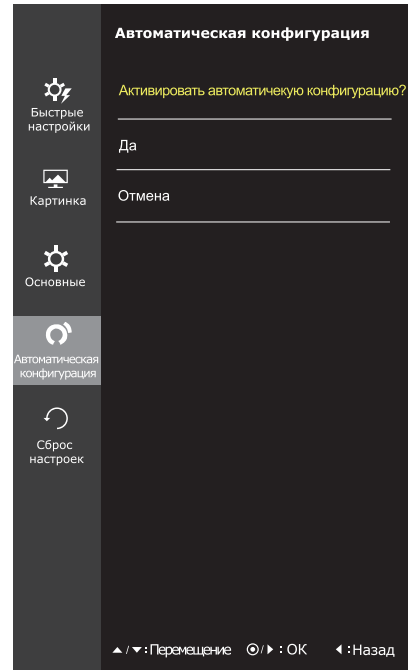 Автоматическая конфигурация
Активировать автоматичекую конфигурацию?
Да
Отмена
Быстрые
настройки
Картинка
Основные
Автоматическая
конфигурация
Сброс
настроек
▲/▼:Перемещение ⦿/▶:OK ◀:Назад